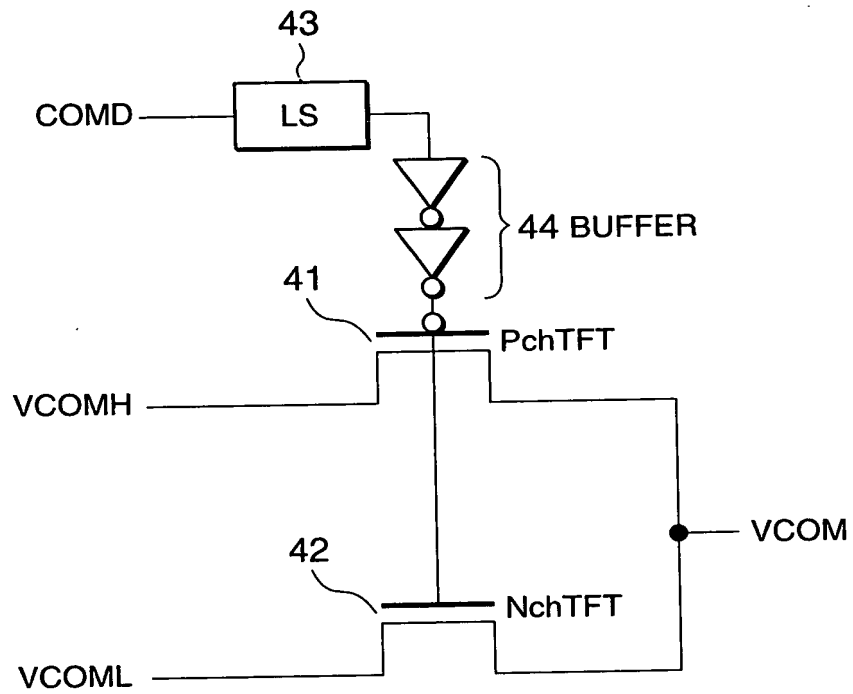 43
COMD
LS
44 BUFFER
41
PchTFT
VCOMH
VCOM
42
NchTFT
VCOML